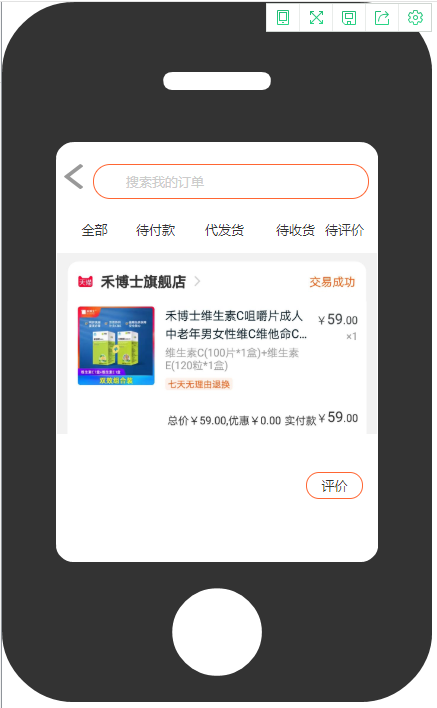 搜索我的订单
全部 待付款 代发货 待收货 待评价
天猫 禾博士旗舰店 交易成功
禾博士维生素C咀嚼片成人 ￥59.00
中老年男女性维C维他命C... ×1
维生素C(100片*1盒)+维生素
E(120粒*1盒)
双效组合装
七天无理由退换
总价￥59.00,优惠￥0.00 实付款￥59.00
评价